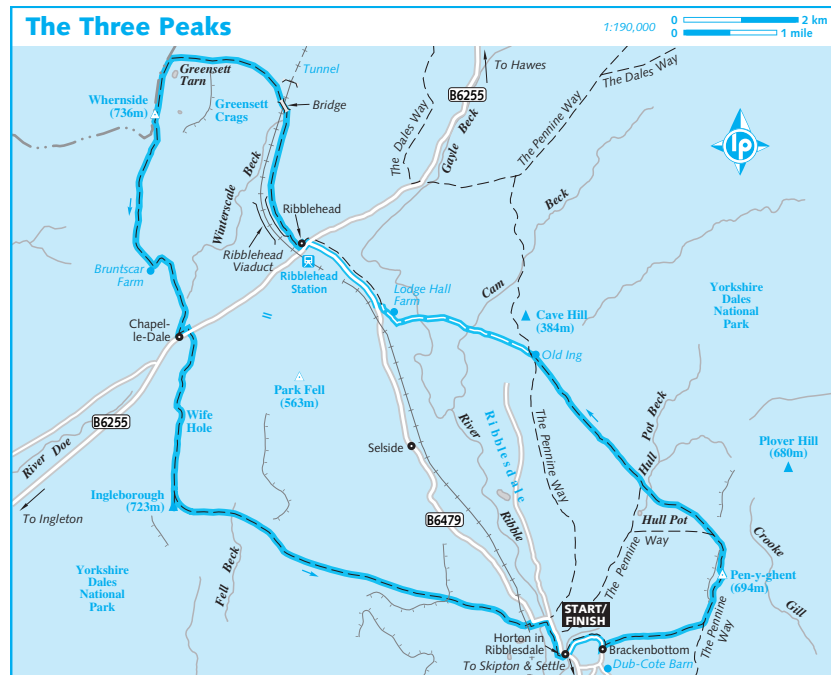 The Three Peaks
1:190,000
0
2 km
0
1 mile
Greensett
Tarn
Tunnel
To Hawes
The Dales Way
Whernside
(736m)
Greensett
Crags
Bridge
B6255
The Dales Way
Gayle Beck
The Pennine Way
lp
Winterscale Beck
Ribblehead
Beck
Bruntscar
Farm
Ribblehead
Viaduct
Ribblehead
Station
Lodge Hall
Farm
Cam
Cave Hill
(384m)
Yorkshire
Dales
National
Park
Chapel-
le-Dale
Old Ing
Park Fell
(563m)
B6255
Wife
Hole
River Doe
Selside
River
Ribble
Ribblesdale
The Pennine Way
Hull Pot Beck
Plover Hill
(680m)
Ingleborough
(723m)
To Ingleton
B6479
Hull Pot
Crooke
Gill
The Pennine Way
Yorkshire
Dales
National
Park
Fell Beck
Pen-y-ghent
(694m)
START/
FINISH
The Pennine
Way
Horton in
Ribblesdale
Brackenbottom
To Skipton & Settle
Dub-Cote Barn